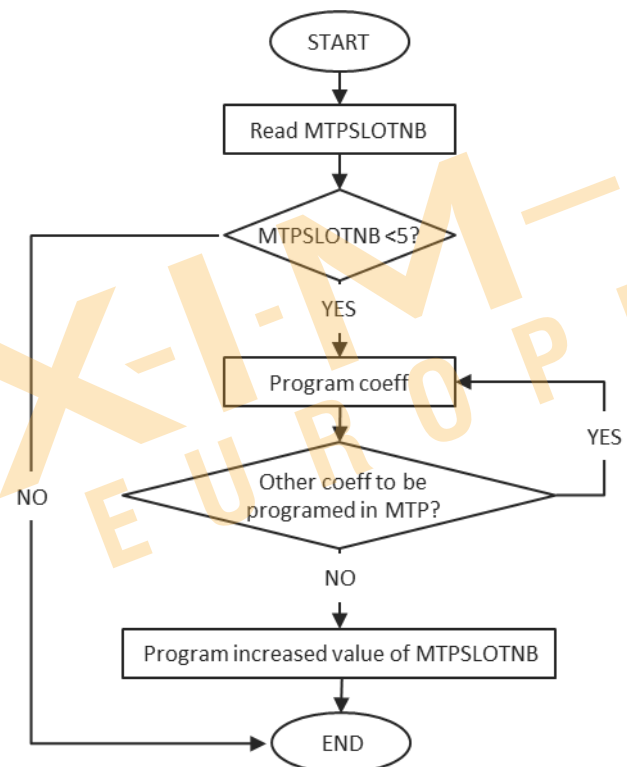 START
Read MTPSLOTNB
MTPSLOTNB <5?
YES
Program coeff
YES
Other coeff to be
programed in MTP?
NO
NO
Program increased value of MTPSLOTNB
END
X-I-M-
EUROP